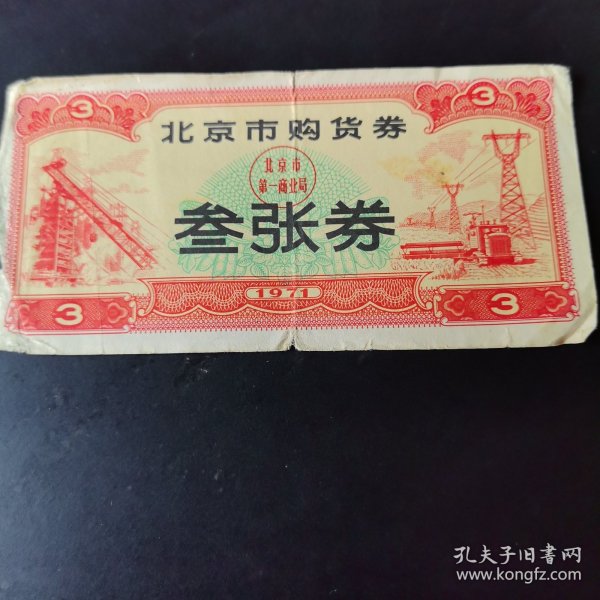 3 3
北京市购货券
北京市
第一商业局
叁张券
3 1971 3
孔夫子旧書网
www.kongfz.com